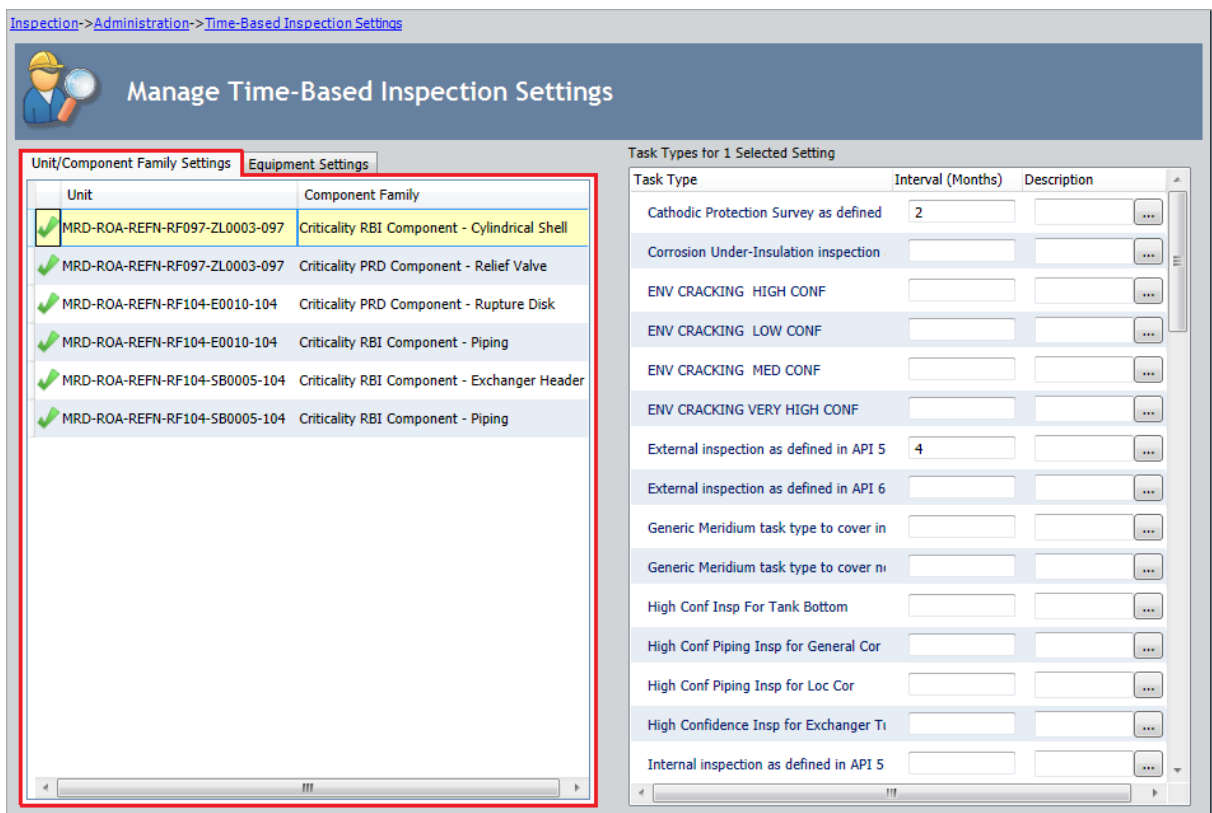 Inspection->Administration->Time-Based Inspection Settings
Manage Time-Based Inspection Settings
Unit/Component Family Settings Equipment Settings
Unit Component Family
MRD-ROA-REFN-RF097-ZL0003-097 Criticality RBI Component - Cylindrical Shell
MRD-ROA-REFN-RF097-ZL0003-097 Criticality PRD Component - Relief Valve
MRD-ROA-REFN-RF104-E0010-104 Criticality PRD Component - Rupture Disk
MRD-ROA-REFN-RF104-E0010-104 Criticality RBI Component - Piping
MRD-ROA-REFN-RF104-SB0005-104 Criticality RBI Component - Exchanger Header
MRD-ROA-REFN-RF104-SB0005-104 Criticality RBI Component - Piping
Task Types for 1 Selected Setting
Task Type Interval (Months) Description
Cathodic Protection Survey as defined 2 ...
Corrosion Under-Insulation inspection ...
ENV CRACKING HIGH CONF ...
ENV CRACKING LOW CONF ...
ENV CRACKING MED CONF ...
ENV CRACKING VERY HIGH CONF ...
External inspection as defined in API 5 4 ...
External inspection as defined in API 6 ...
Generic Meridium task type to cover in ...
Generic Meridium task type to cover ...
High Conf Insp For Tank Bottom ...
High Conf Piping Insp for General Cor ...
High Conf Piping Insp for Loc Cor ...
High Confidence Insp for Exchanger ...
Internal inspection as defined in API 5 ...